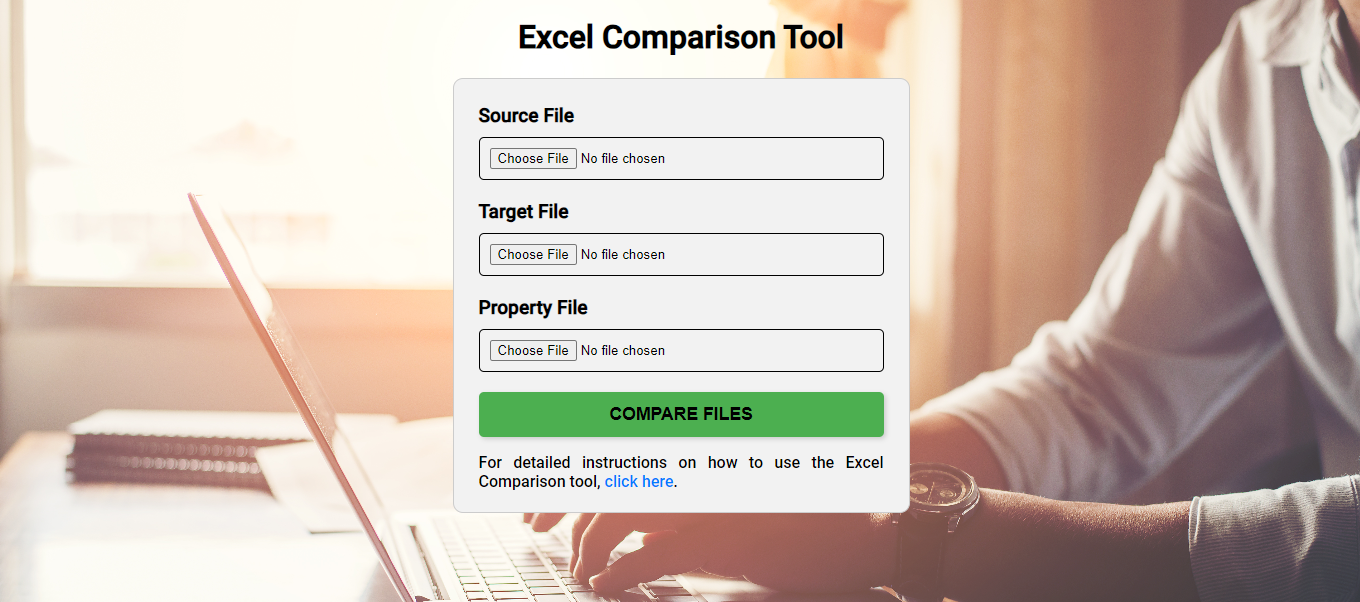 Excel Comparison Tool
Source File
Choose File No file chosen
Target File
Choose File No file chosen
Property File
Choose File No file chosen
COMPARE FILES
For detailed instructions on how to use the Excel
Comparison tool, click here.